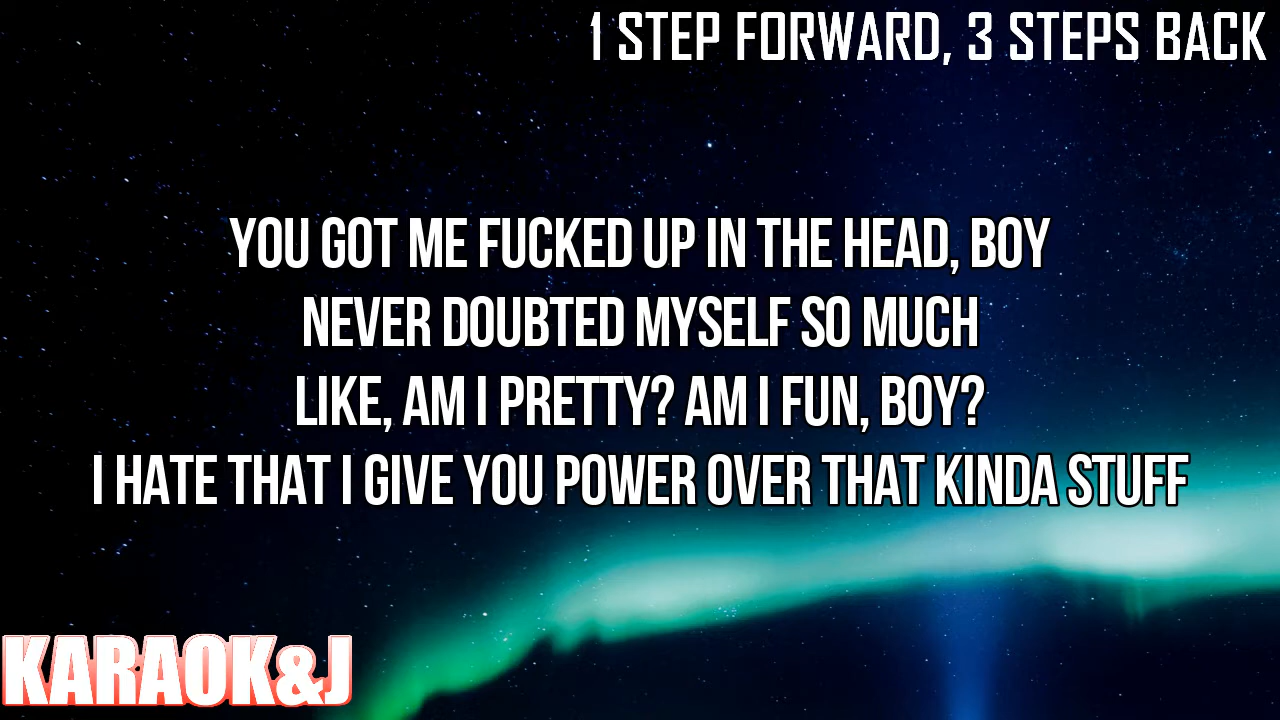 1 STEP FORWARD, 3 STEPS BACK
YOU GOT ME FUCKED UP IN THE HEAD, BOY
NEVER DOUBTED MYSELF SO MUCH
LIKE, AM I PRETTY? AM I FUN, BOY?
I HATE THAT I GIVE YOU POWER OVER THAT KINDA STUFF
KARAOK&J